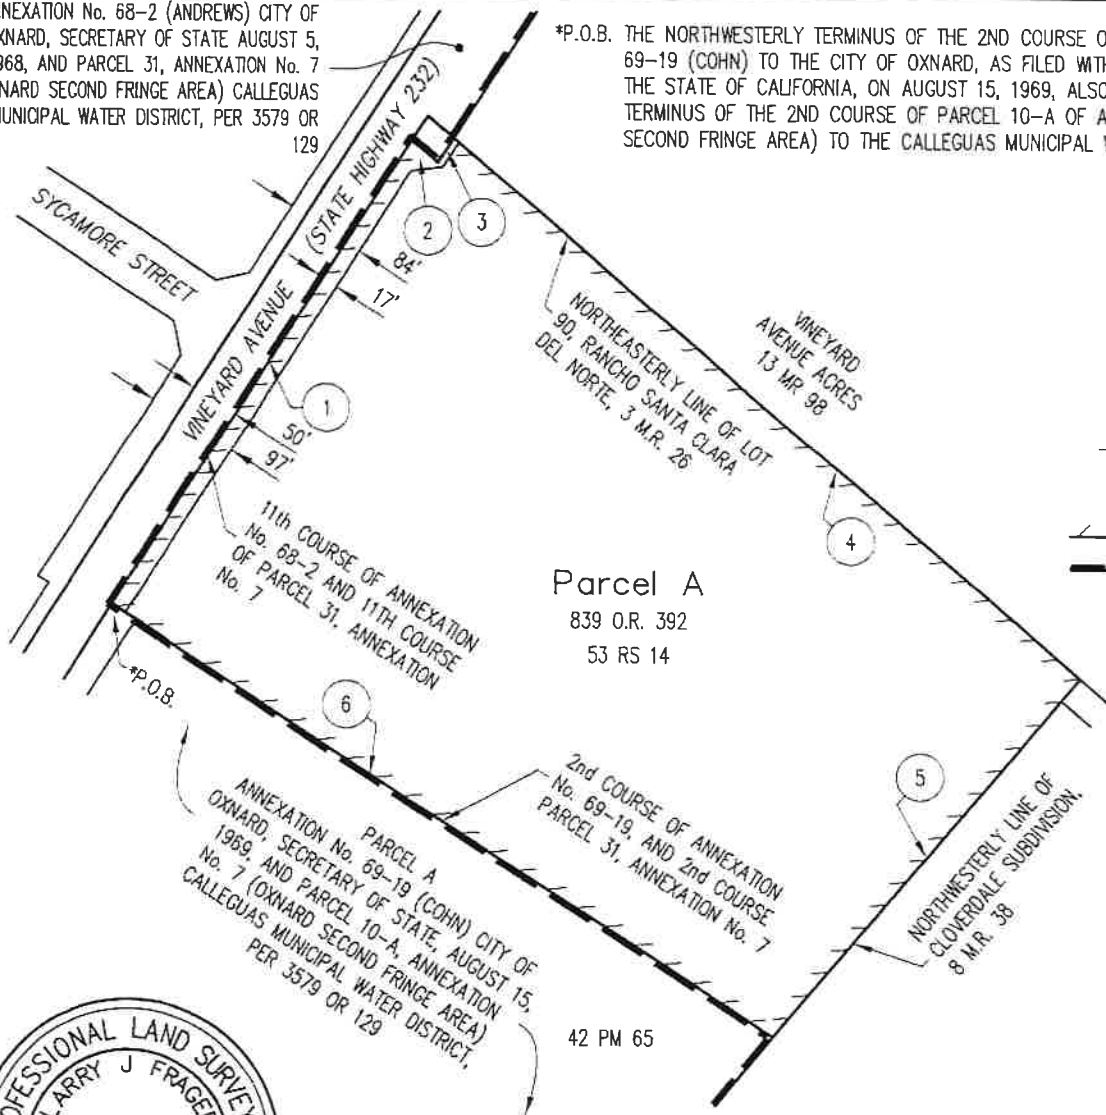 NEXATION No. 68-2 (ANDREWS) CITY OF
XNARD, SECRETARY OF STATE AUGUST 5,
968, AND PARCEL 31, ANNEXATION No. 7
NARD SECOND FRINGE AREA) CALLEGUAS
UNICIPAL WATER DISTRICT, PER 3579 OR
129
*P.O.B. THE NORTHWESTERLY TERMINUS OF THE 2ND COURSE O
69-19 (COHN) TO THE CITY OF OXNARD, AS FILED WITH
THE STATE OF CALIFORNIA, ON AUGUST 15, 1969, ALSO
TERMINUS OF THE 2ND COURSE OF PARCEL 10-A OF A
SECOND FRINGE AREA) TO THE CALLEGUAS MUNICIPAL
SYCAMORE STREET
VINEYARD AVENUE (STATE HIGHWAY 232)
2
3
84'
17'
1
50'
97'
NORTHEASTERLY LINE OF LOT
90, RANCHO SANTA CLARA
DEL NORTE, 3 M.R. 26
VINEYARD
AVENUE ACRES
13 MR 98
4
11th COURSE OF ANNEXATION
No. 68-2 AND 11TH COURSE
OF PARCEL 31, ANNEXATION
No. 7
Parcel A
839 O.R. 392
53 RS 14
*P.O.B.
6
5
2nd COURSE OF ANNEXATION
No. 69-19, AND 2nd COURSE
PARCEL 31, ANNEXATION No. 7
NORTHWESTERLY LINE OF
CLOVERDALE SUBDIVISION,
8 M.R. 38
PARCEL A
ANNEXATION No. 69-19 (COHN) CITY OF
OXNARD, SECRETARY OF STATE, AUGUST 15,
1969, AND PARCEL 10-A, ANNEXATION
No. 7 (OXNARD SECOND FRINGE AREA)
CALLEGUAS MUNICIPAL WATER DISTRICT,
PER 3579 OR 129
42 PM 65
OFESSIONAL LAND SURVEY
LARRY J FRAGE